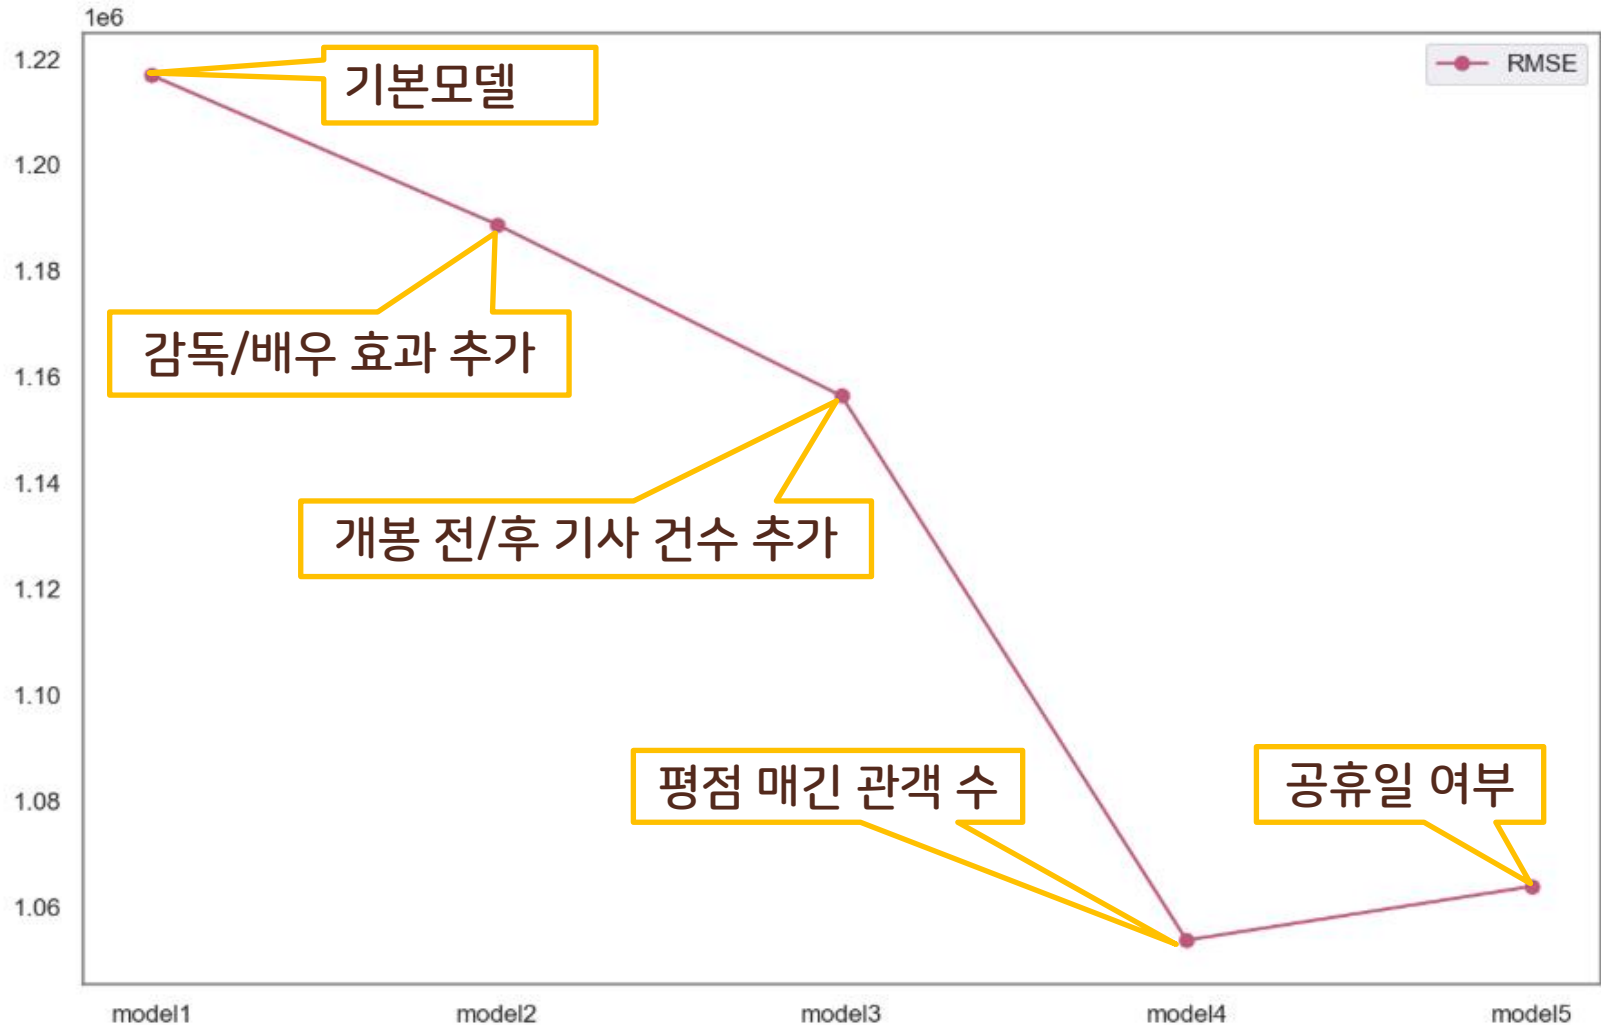 1e6
1.22
1.20
1.18
1.16
1.14
1.12
1.10
1.08
1.06
RMSE
기본모델
감독/배우 효과 추가
개봉 전/후 기사 건수 추가
평점 매긴 관객 수
공휴일 여부
model1
model2
model3
model4
model5